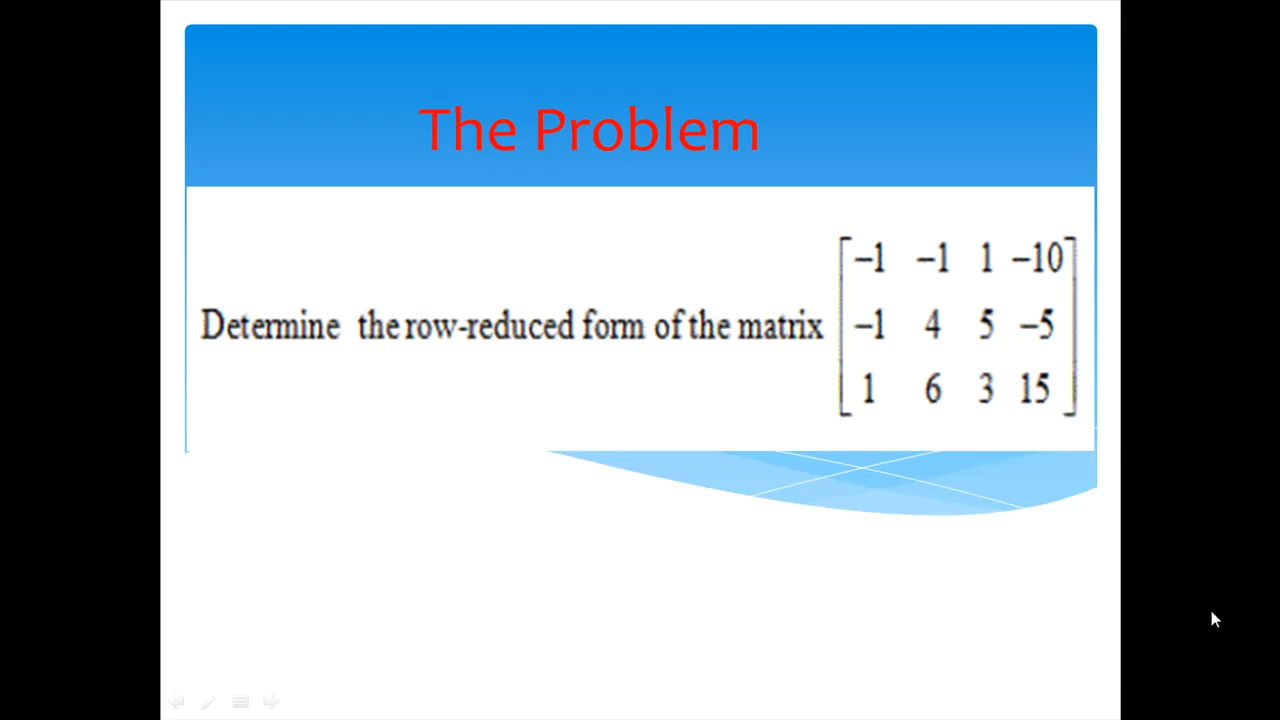 The Problem
Determine the row-reduced form of the matrix
–1 –1 1 –10
–1 4 5 –5
1 6 3 15